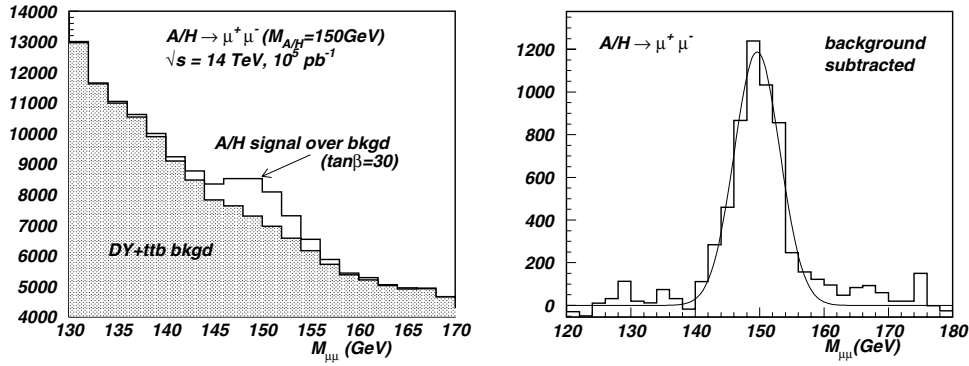 13000
12000
11000
10000
9000
8000
7000
6000
5000
4000
A/H → μ⁺ μ⁻ (M_A/H=150GeV)
√s = 14 TeV, 10⁵ pb⁻¹
A/H signal over bkgd
(tanβ=30)
DY+ttb bkgd
130 135 140 145 150 155 160 165 170
M_μμ (GeV)
1200
1000
800
600
400
200
0
A/H → μ⁺ μ⁻
background
subtracted
120 130 140 150 160 170 180
M_μμ (GeV)